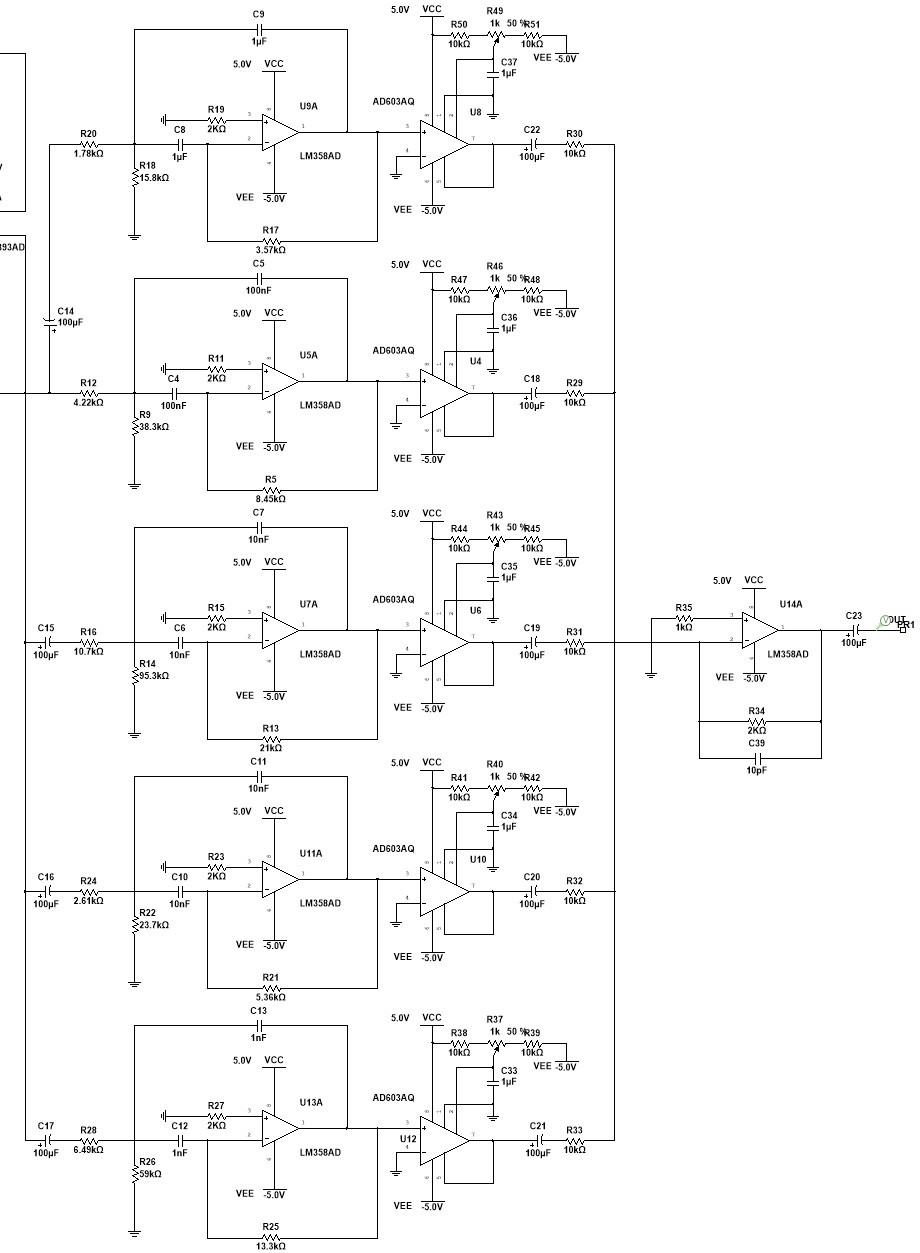 C9
1µF
5.0V VCC
R19
2KΩ
U9A
C8
1µF
R20
1.78kΩ
R18
15.8kΩ
LM358AD
VEE -5.0V
R17
3.57kΩ
5.0V VCC
R50
10kΩ
R49
1k 50 %
R51
10kΩ
VEE -5.0V
C37
1µF
AD603AQ
U8
C22
100µF
R30
10kΩ
VEE -5.0V
393AD
C14
100µF
C5
100nF
5.0V VCC
R11
2KΩ
U5A
C4
100nF
R12
4.22kΩ
R9
38.3kΩ
LM358AD
VEE -5.0V
R5
8.45kΩ
5.0V VCC
R47
10kΩ
R46
1k 50 %
R48
10kΩ
VEE -5.0V
C36
1µF
AD603AQ
U4
C18
100µF
R29
10kΩ
VEE -5.0V
C7
10nF
5.0V VCC
R15
2KΩ
U7A
C6
10nF
C15
100µF
R16
10.7kΩ
R14
95.3kΩ
LM358AD
VEE -5.0V
R13
21kΩ
5.0V VCC
R44
10kΩ
R43
1k 50 %
R45
10kΩ
VEE -5.0V
C35
1µF
AD603AQ
U6
C19
100µF
R31
10kΩ
VEE -5.0V
5.0V VCC
R35
1kΩ
U14A
LM358AD
VEE -5.0V
R34
2KΩ
C39
10pF
C23
100µF
PR1
C11
10nF
5.0V VCC
R23
2KΩ
U11A
C10
10nF
C16
100µF
R24
2.61kΩ
R22
23.7kΩ
LM358AD
VEE -5.0V
R21
5.36kΩ
5.0V VCC
R41
10kΩ
R40
1k 50 %
R42
10kΩ
VEE -5.0V
C34
1µF
AD603AQ
U10
C20
100µF
R32
10kΩ
VEE -5.0V
C13
1nF
5.0V VCC
R27
2KΩ
U13A
C12
1nF
C17
100µF
R28
6.49kΩ
R26
59kΩ
LM358AD
VEE -5.0V
R25
13.3kΩ
5.0V VCC
R38
10kΩ
R37
1k 50 %
R39
10kΩ
VEE -5.0V
C33
1µF
AD603AQ
U12
C21
100µF
R33
10kΩ
VEE -5.0V